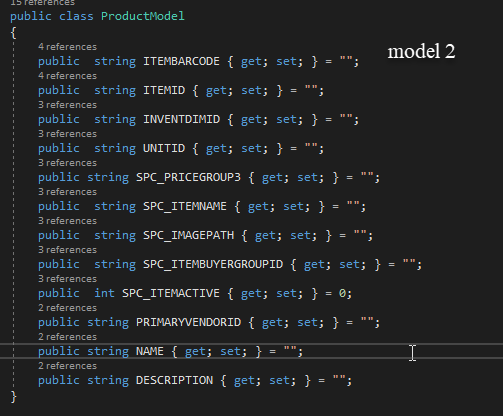 15 references
public class ProductModel
{
4 references
public string ITEMBARCODE { get; set; } = "";
model 2
4 references
public string ITEMID { get; set; } = "";
3 references
public string INVENTDIMID { get; set; } = "";
3 references
public string UNITID { get; set; } = "";
3 references
public string SPC_PRICEGROUP3 { get; set; } = "";
3 references
public string SPC_ITEMNAME { get; set; } = "";
3 references
public string SPC_IMAGEPATH { get; set; } = "";
3 references
public string SPC_ITEMBUYERGROUPID { get; set; } = "";
3 references
public int SPC_ITEMACTIVE { get; set; } = 0;
2 references
public string PRIMARYVENDORID { get; set; } = "";
2 references
public string NAME { get; set; } = "";
2 references
public string DESCRIPTION { get; set; } = "";
}